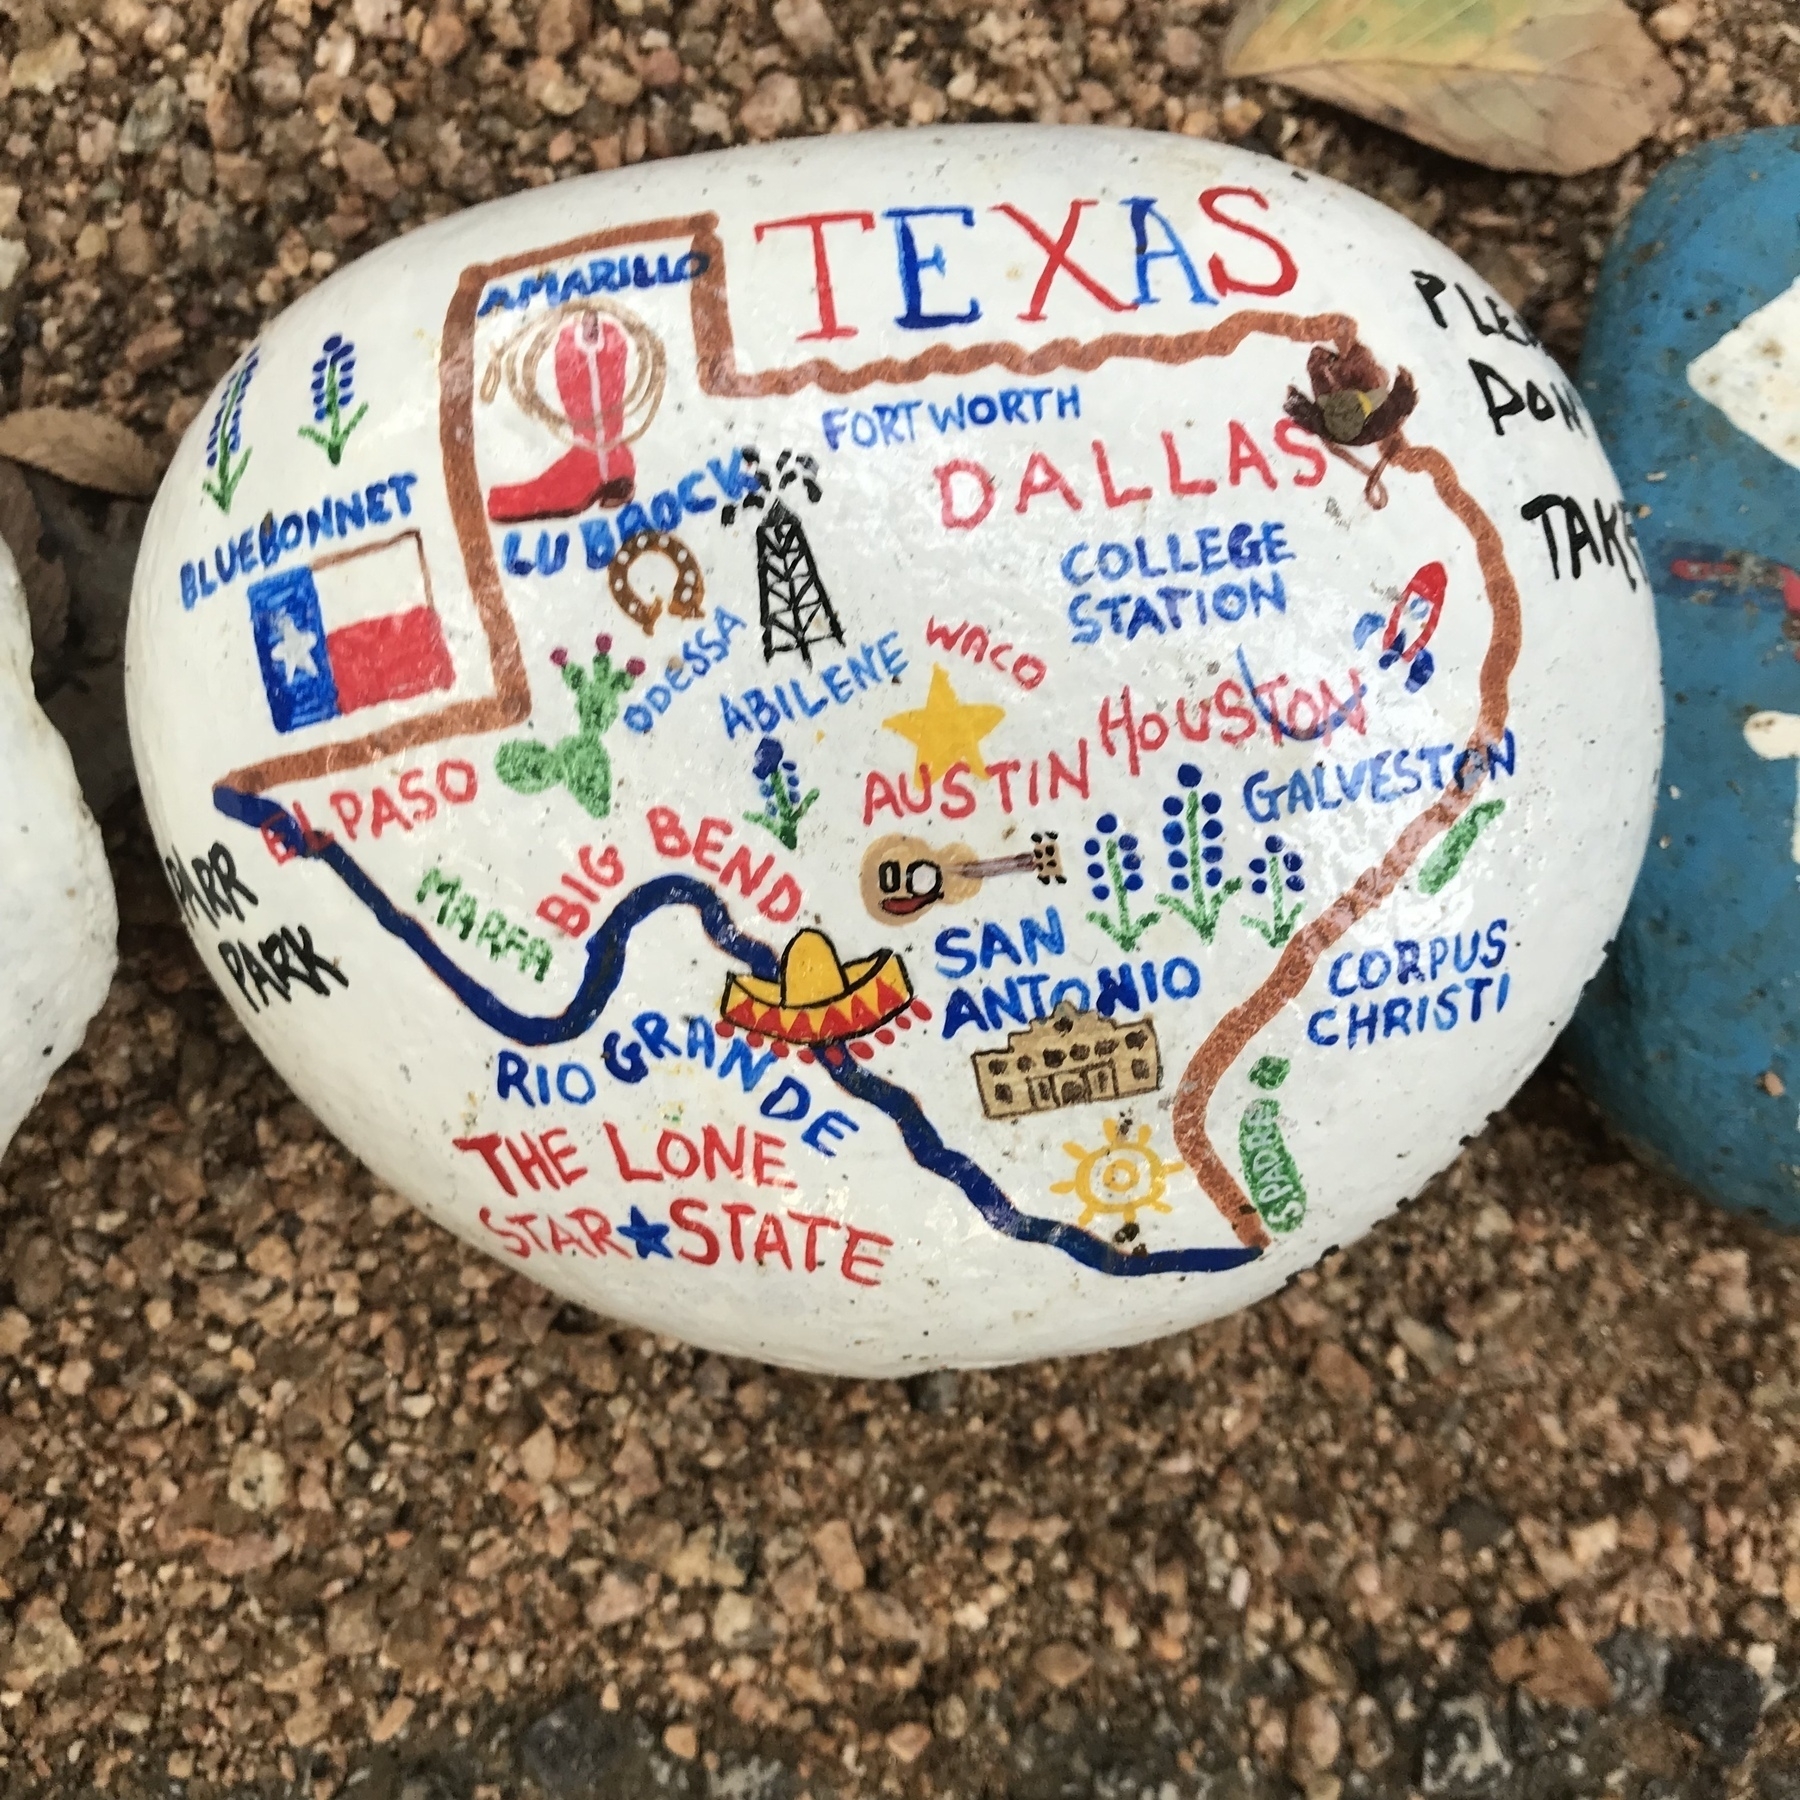 TEXAS
AMARILLO
FORT WORTH
DALLAS
LUBBOCK
BLUEBONNET
COLLEGE
STATION
ODESSA
ABILENE
WACO
HOUSTON
AUSTIN
GALVESTON
EL PASO
BIG BEND
MARFA
PARR
PARK
SAN
ANTONIO
CORPUS
CHRISTI
RIO GRANDE
S PADRE
THE LONE
STAR STATE
TAKE